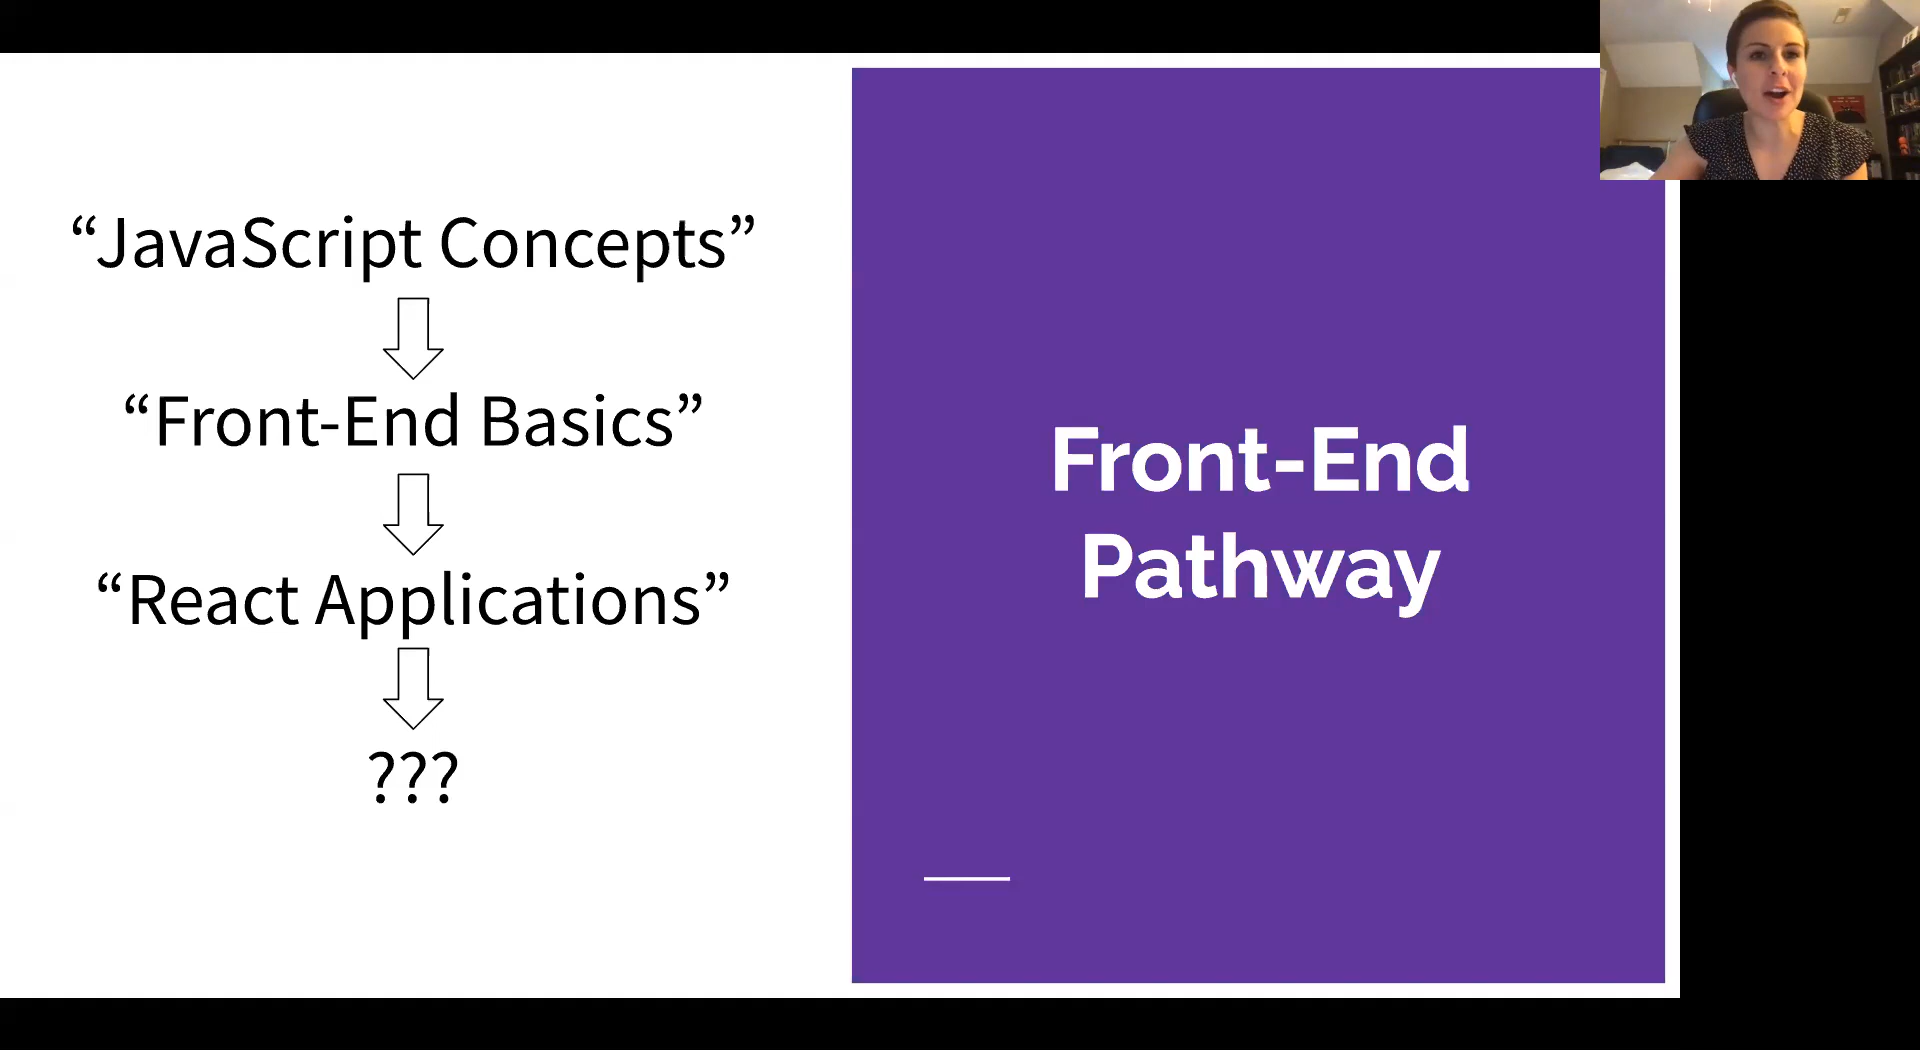 “JavaScript Concepts”
“Front-End Basics”
“React Applications”
???
Front-End
Pathway